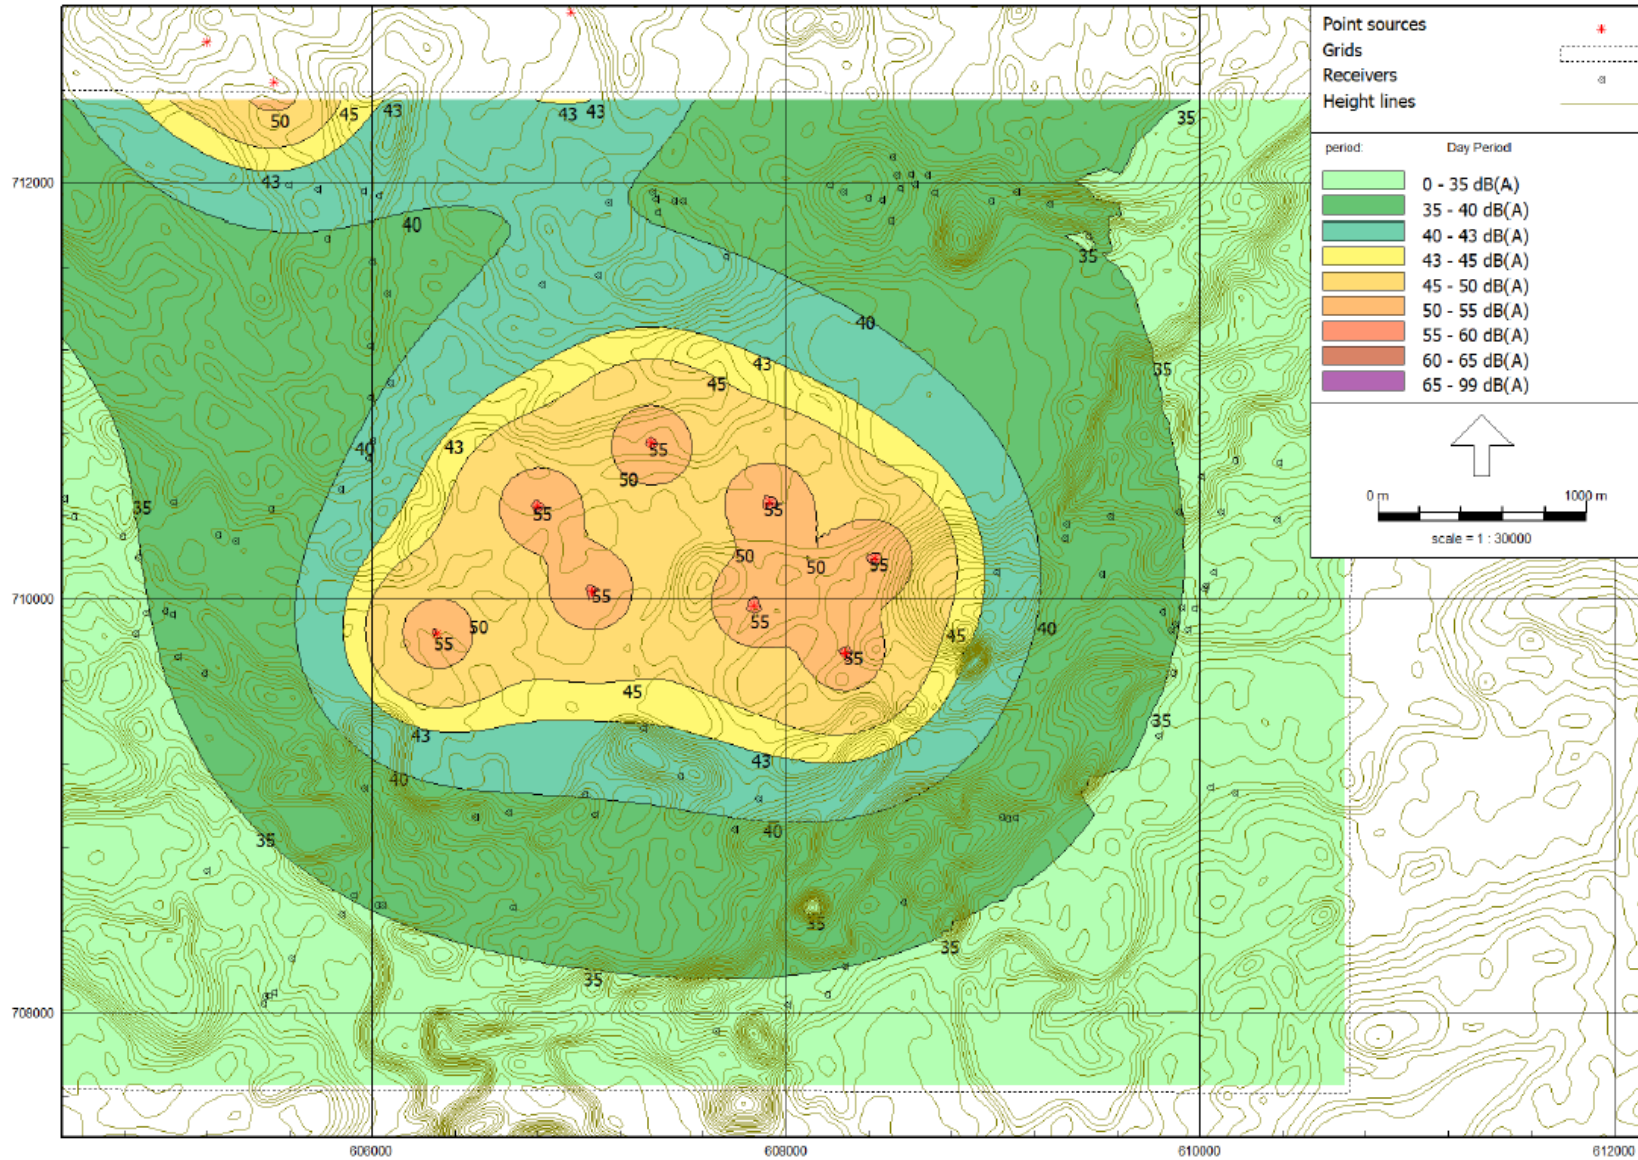 Point sources
Grids
Receivers
Height lines
period: Day Period
0 - 35 dB(A)
35 - 40 dB(A)
40 - 43 dB(A)
43 - 45 dB(A)
45 - 50 dB(A)
50 - 55 dB(A)
55 - 60 dB(A)
60 - 65 dB(A)
65 - 99 dB(A)
0 m 1000 m
scale = 1 : 30000
50 45 43 43 43 35
712000
43
40
35
40
43 35
45
40 43
55
50
35 55 55
50 50 55
710000
55 55
50 55 45 40
55
45
43 43 35
40
40
35
35
35
35
708000
606000 608000 610000 612000